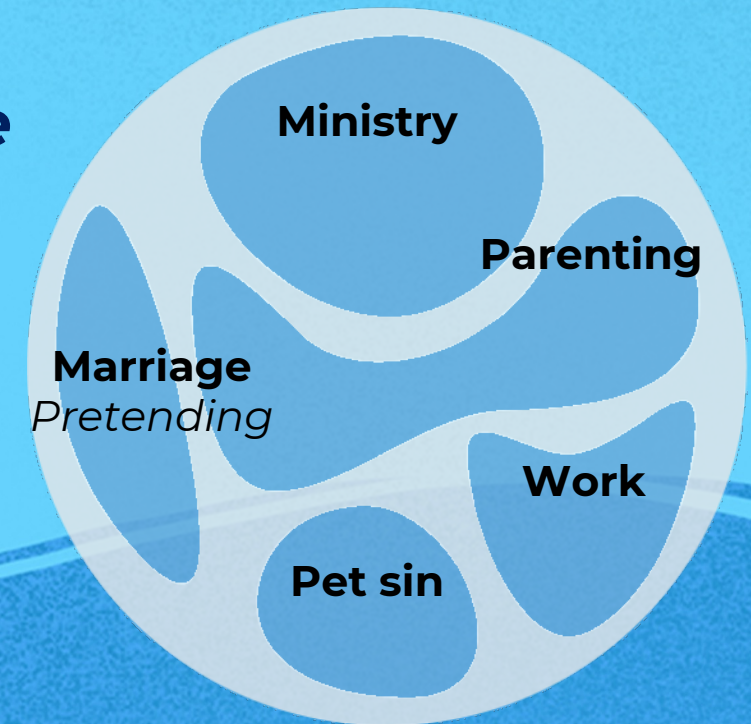 e
Ministry
Parenting
Marriage
Pretending
Work
Pet sin